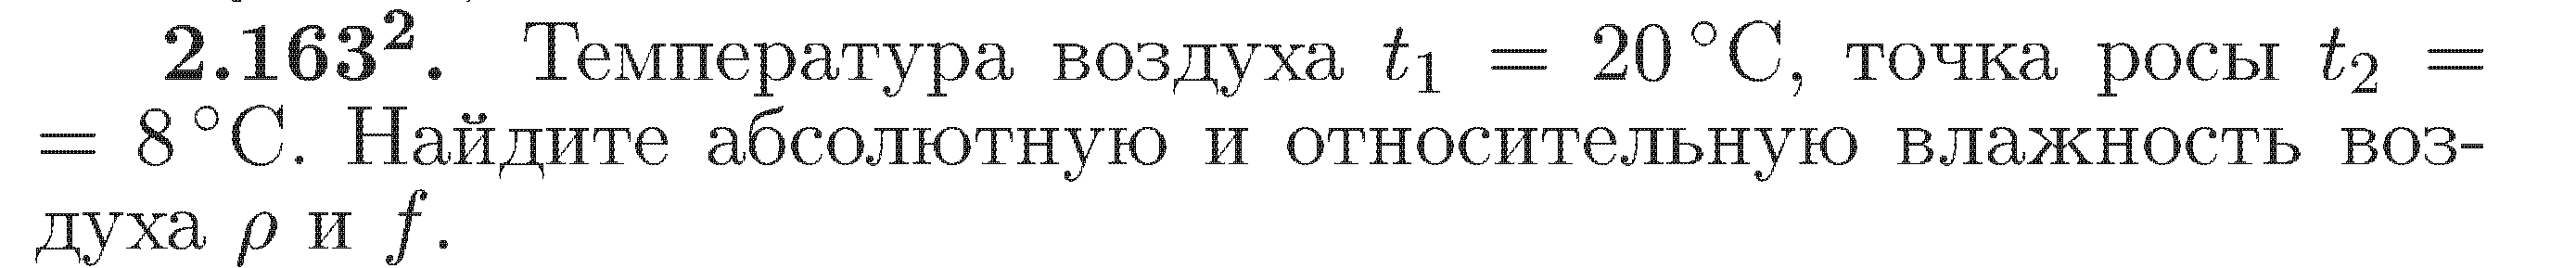 2.163². Температура воздуха t₁ = 20 °C, точка росы t₂ =
= 8 °C. Найдите абсолютную и относительную влажность воз-
духа ρ и f.